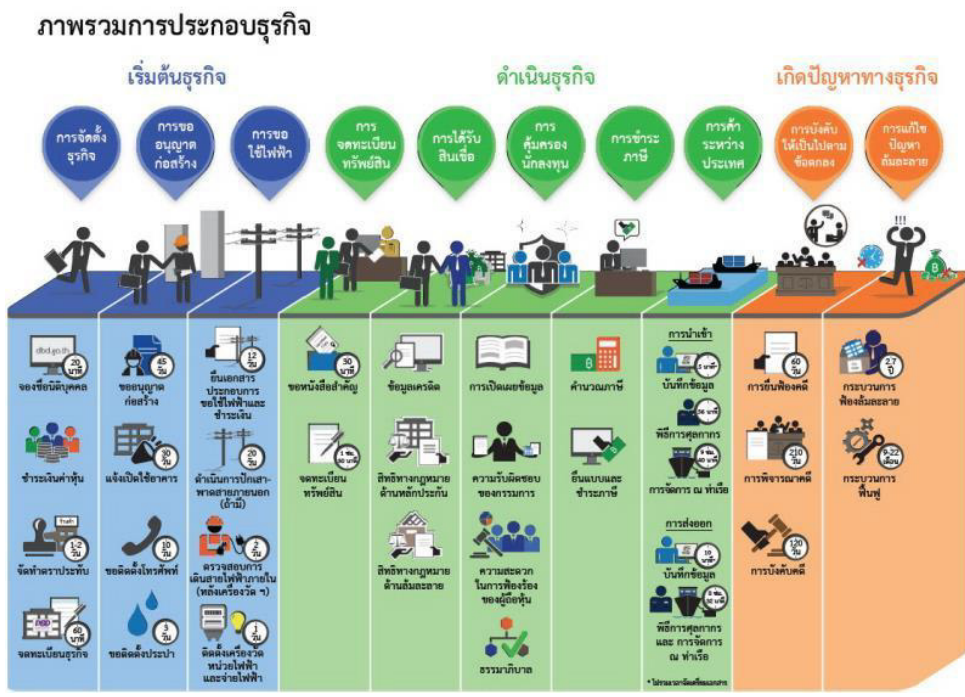 ภาพรวมการประกอบธุรกิจ
เริ่มต้นธุรกิจ
ดำเนินธุรกิจ
เกิดปัญหาทางธุรกิจ
การจัดตั้ง
ธุรกิจ
การขอ
อนุญาต
ก่อสร้าง
การขอ
ใช้ไฟฟ้า
การ
จดทะเบียน
ทรัพย์สิน
การได้รับ
สินเชื่อ
การ
คุ้มครอง
นักลงทุน
การชำระ
ภาษี
การค้า
ระหว่าง
ประเทศ
การบังคับ
ให้เป็นไปตาม
ข้อตกลง
การแก้ไข
ปัญหา
ล้มละลาย
!!!
dbd.go.th
20
นาที
จองชื่อนิติบุคคล
ชำระเงินค่าหุ้น
1-2
วัน
จัดทำตราประทับ
60
นาที
จดทะเบียนธุรกิจ
45
วัน
ขออนุญาต
ก่อสร้าง
30
วัน
แจ้งเปิดใช้อาคาร
10
วัน
ขอติดตั้งโทรศัพท์
3
วัน
ขอติดตั้งประปา
12
วัน
ยื่นเอกสาร
ประกอบการ
ขอใช้ไฟฟ้าและ
ชำระเงิน
20
วัน
ดำเนินการปักเสา-
พาดสายภายนอก
(ถ้ามี)
2
วัน
ตรวจสอบการ
เดินสายไฟฟ้าภายใน
(หลังเครื่องวัด ฯ)
1
วัน
ติดตั้งเครื่องวัด
หน่วยไฟฟ้า
และจ่ายไฟฟ้า
30
นาที
ขอหนังสือสำคัญ
จดทะเบียน
ทรัพย์สิน
ข้อมูลเครดิต
สิทธิทางกฎหมาย
ด้านหลักประกัน
สิทธิทางกฎหมาย
ด้านล้มละลาย
การเปิดเผยข้อมูล
ความรับผิดชอบ
ของกรรมการ
ความสะดวก
ในการฟ้องร้อง
ของผู้ถือหุ้น
ธรรมาภิบาล
คำนวณภาษี
ยื่นแบบและ
ชำระภาษี
การนำเข้า
บันทึกข้อมูล
พิธีการศุลกากร
การจัดการ ณ ท่าเรือ
การส่งออก
บันทึกข้อมูล
พิธีการศุลกากร
และ การจัดการ
ณ ท่าเรือ
* ไม่รวมเวลาจัดเตรียมเอกสาร
60
วัน
การยื่นฟ้องคดี
210
วัน
การพิจารณาคดี
120
วัน
การบังคับคดี
2.7
ปี
กระบวนการ
ฟ้องล้มละลาย
9-22
เดือน
กระบวนการ
ฟื้นฟู